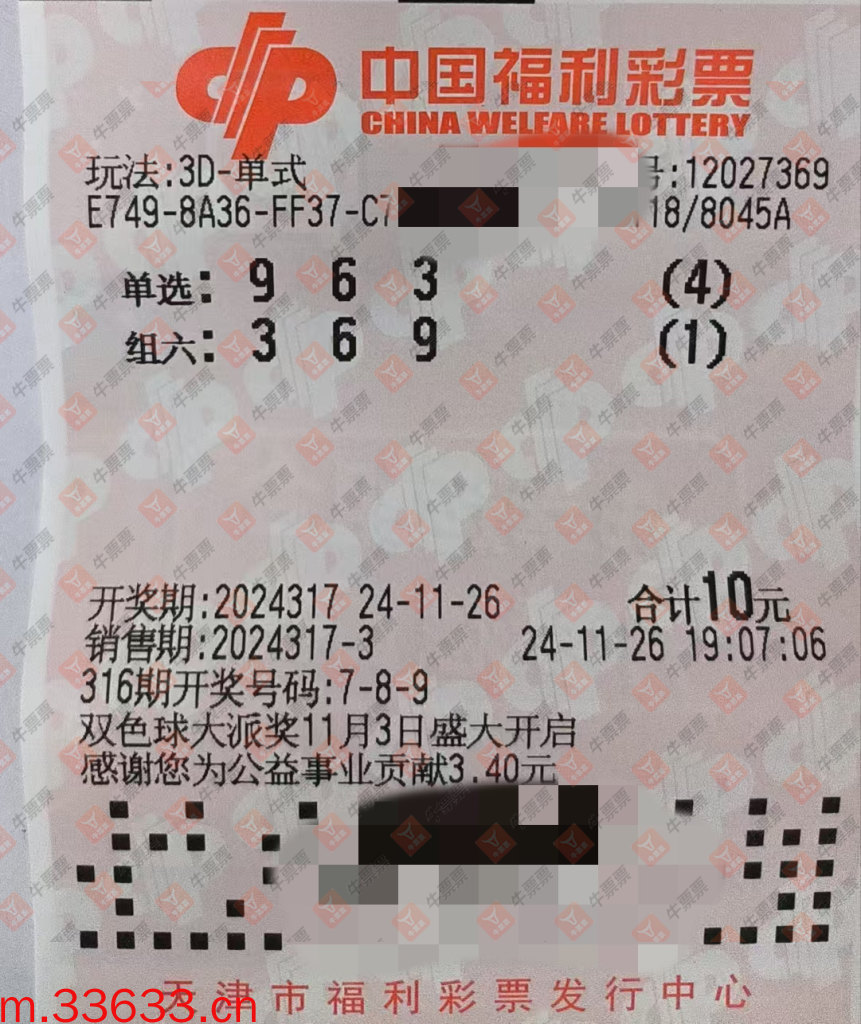 中国福利彩票
CHINA WELFARE LOTTERY
玩法:3D-单式 号:12027369
E749-8A36-FF37-C7 18/8045A
单选: 9 6 3 (4)
组六: 3 6 9 (1)
开奖期:2024317 24-11-26 合计10元
销售期:2024317-3 24-11-26 19:07:06
316期开奖号码:7-8-9
双色球大派奖11月3日盛大开启
感谢您为公益事业贡献3.40元
天津市福利彩票发行中心
m.33633.cn
牛票票